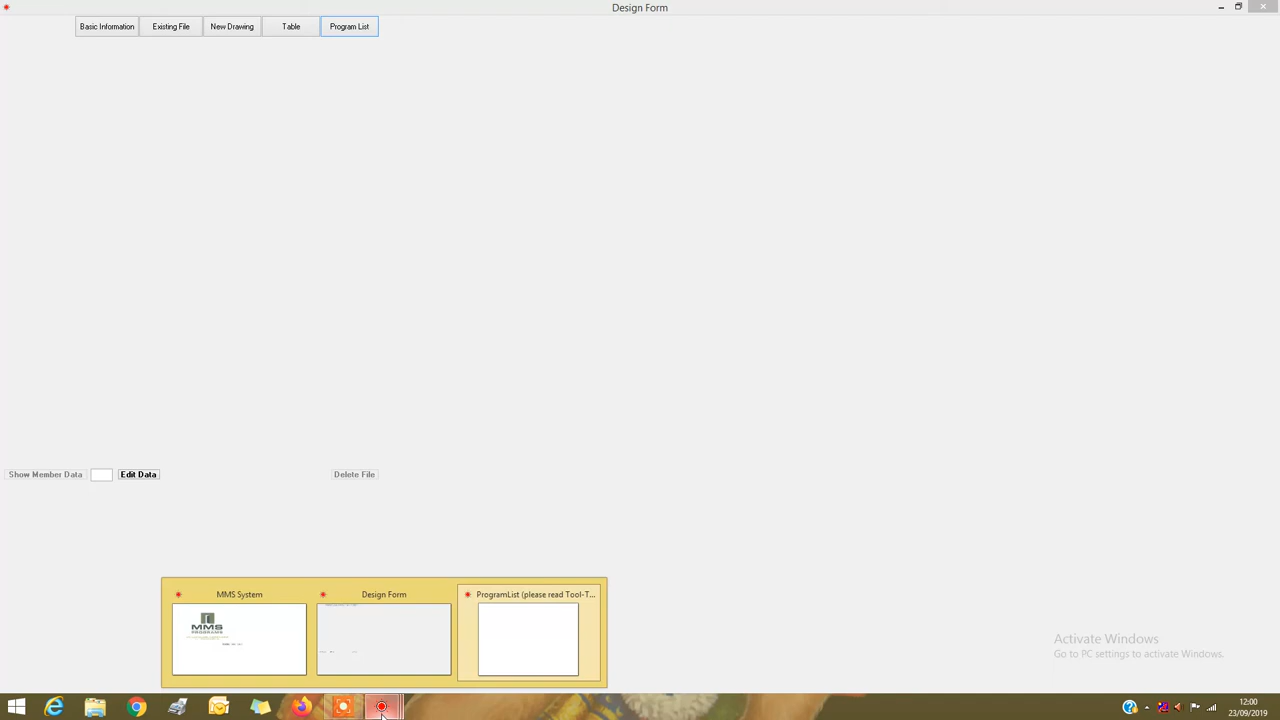 Design Form
Basic Information Existing File New Drawing Table Program List
Show Member Data Edit Data Delete File
MMS System Design Form ProgramList (please read Tool-T...
MMS
PROGRAMS
Activate Windows
Go to PC settings to activate Windows.
12:00
23/09/2019